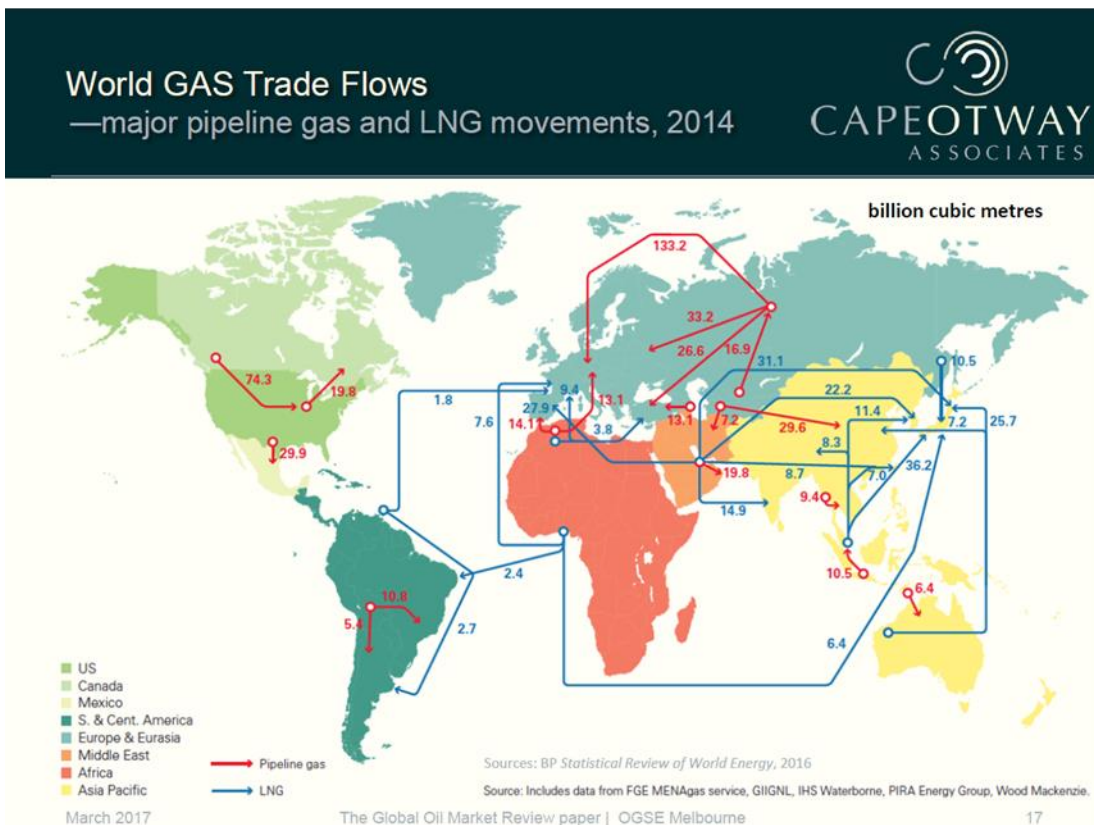 World GAS Trade Flows
—major pipeline gas and LNG movements, 2014
CAPEOTWAY
ASSOCIATES
billion cubic metres
133.2
33.2
26.6
16.9
31.1
10.5
74.3
19.8
1.8
9.4
22.2
27.9
13.1
11.4
7.6
14.1
3.8
13.1
7.2
29.6
7.2
25.7
29.9
8.3
36.2
19.8
8.7
7.0
14.9
9.4
2.4
10.5
6.4
10.8
5.4
2.7
6.4
US
Canada
Mexico
S. & Cent. America
Europe & Eurasia
Middle East
Africa
Asia Pacific
Pipeline gas
LNG
Sources: BP Statistical Review of World Energy, 2016
Source: Includes data from FGE MENAgas service, GIIGNL, IHS Waterborne, PIRA Energy Group, Wood Mackenzie.
March 2017 The Global Oil Market Review paper | OGSE Melbourne 17